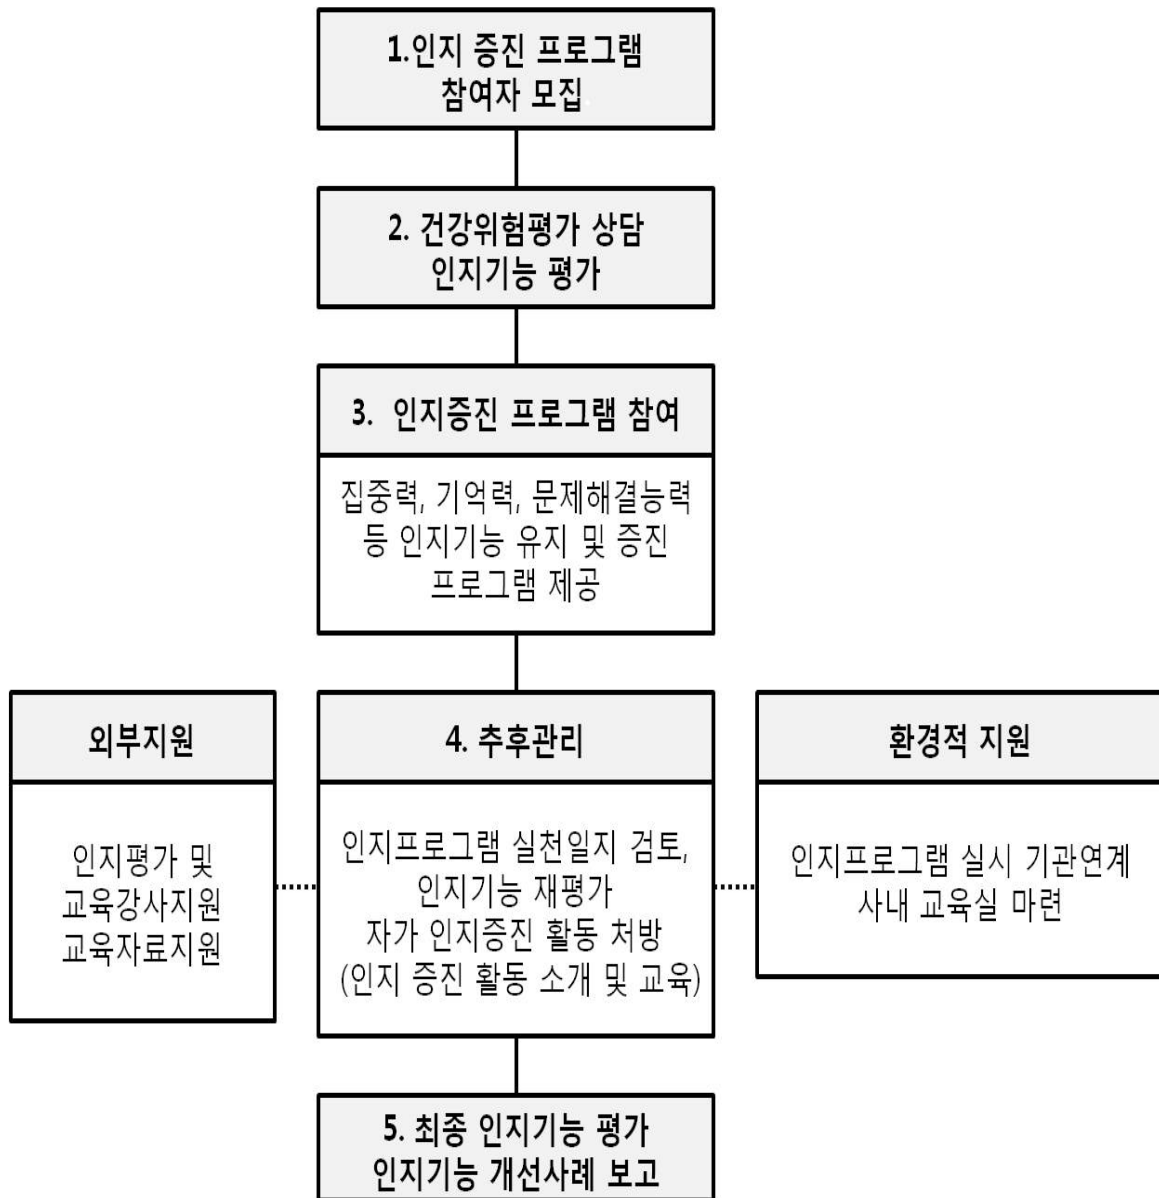 1.인지 증진 프로그램
참여자 모집
2. 건강위험평가 상담
인지기능 평가
3. 인지증진 프로그램 참여
집중력, 기억력, 문제해결능력
등 인지기능 유지 및 증진
프로그램 제공
외부지원
인지평가 및
교육강사지원
교육자료지원
4. 추후관리
인지프로그램 실천일지 검토,
인지기능 재평가
자가 인지증진 활동 처방
(인지 증진 활동 소개 및 교육)
환경적 지원
인지프로그램 실시 기관연계
사내 교육실 마련
5. 최종 인지기능 평가
인지기능 개선사례 보고